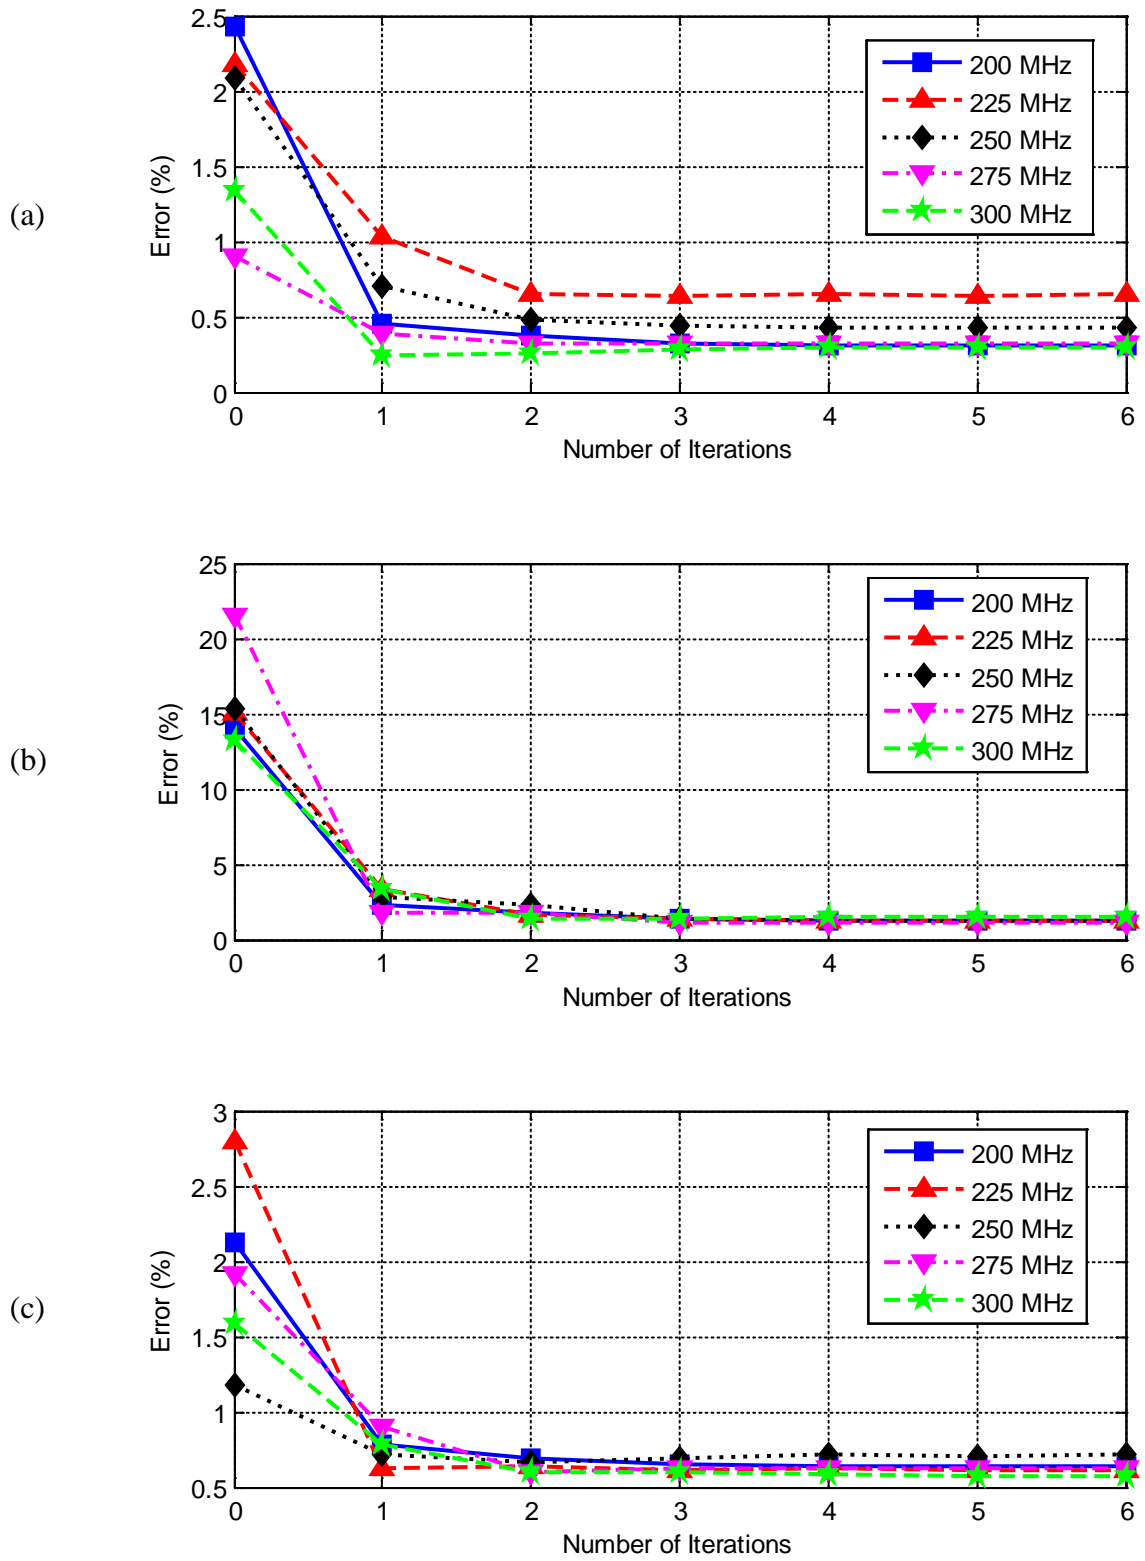 (a)
Error (%)
2.5
2
1.5
1
0.5
0
0 1 2 3 4 5 6
Number of Iterations
200 MHz
225 MHz
250 MHz
275 MHz
300 MHz
(b)
Error (%)
25
20
15
10
5
0
0 1 2 3 4 5 6
Number of Iterations
200 MHz
225 MHz
250 MHz
275 MHz
300 MHz
(c)
Error (%)
3
2.5
2
1.5
1
0.5
0 1 2 3 4 5 6
Number of Iterations
200 MHz
225 MHz
250 MHz
275 MHz
300 MHz